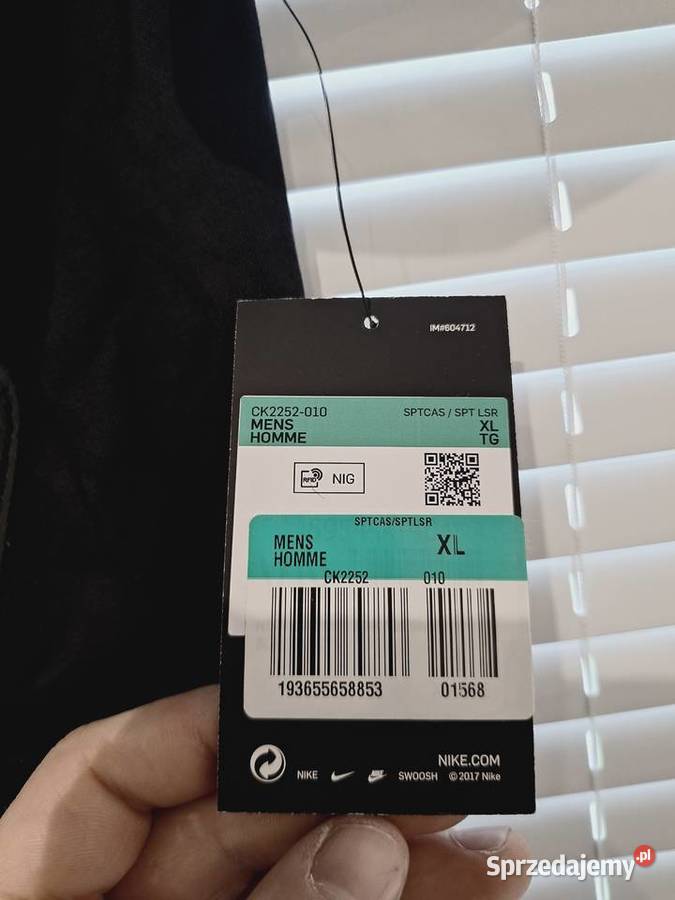 IM#604712
CK2252-010 SPTCAS / SPT LSR
MENS XL
HOMME TG
RFID NIG
SPTCAS/SPTLSR
MENS XL
HOMME
CK2252 010
193655658853 01568
NIKE.COM
NIKE SWOOSH © 2017 Nike
Sprzedajemy.pl